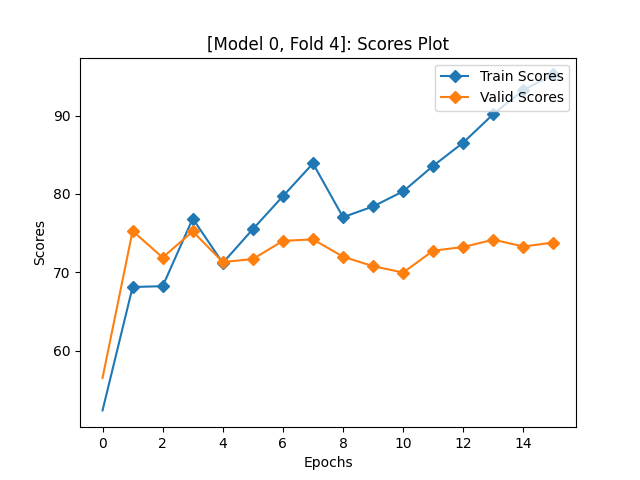 [Model 0, Fold 4]: Scores Plot
Train Scores
Valid Scores
Scores
90
80
70
60
0 2 4 6 8 10 12 14
Epochs